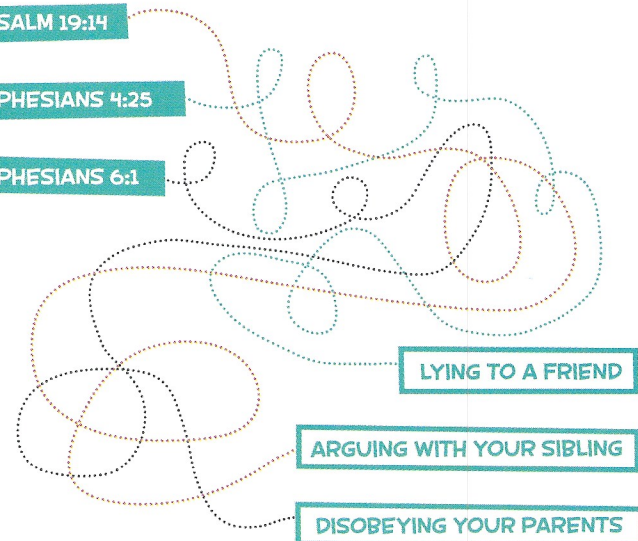 SALM 19:14
PHESIANS 4:25
PHESIANS 6:1
LYING TO A FRIEND
ARGUING WITH YOUR SIBLING
DISOBEYING YOUR PARENTS